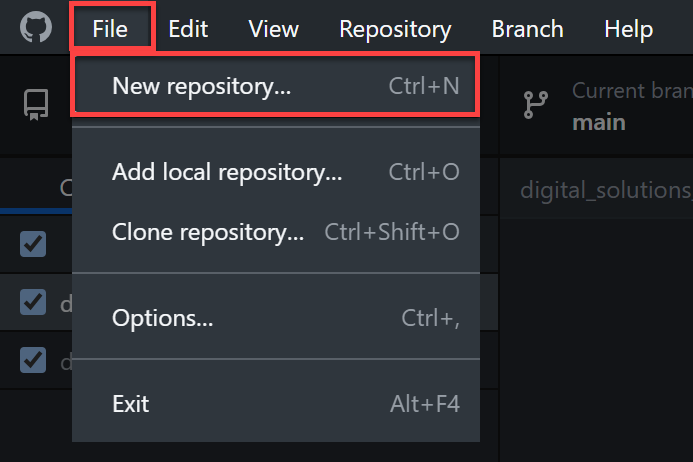 File Edit View Repository Branch Help
New repository... Ctrl+N
Current bran
main
Add local repository... Ctrl+O
digital_solutions_
Clone repository... Ctrl+Shift+O
Options... Ctrl+,
Exit Alt+F4